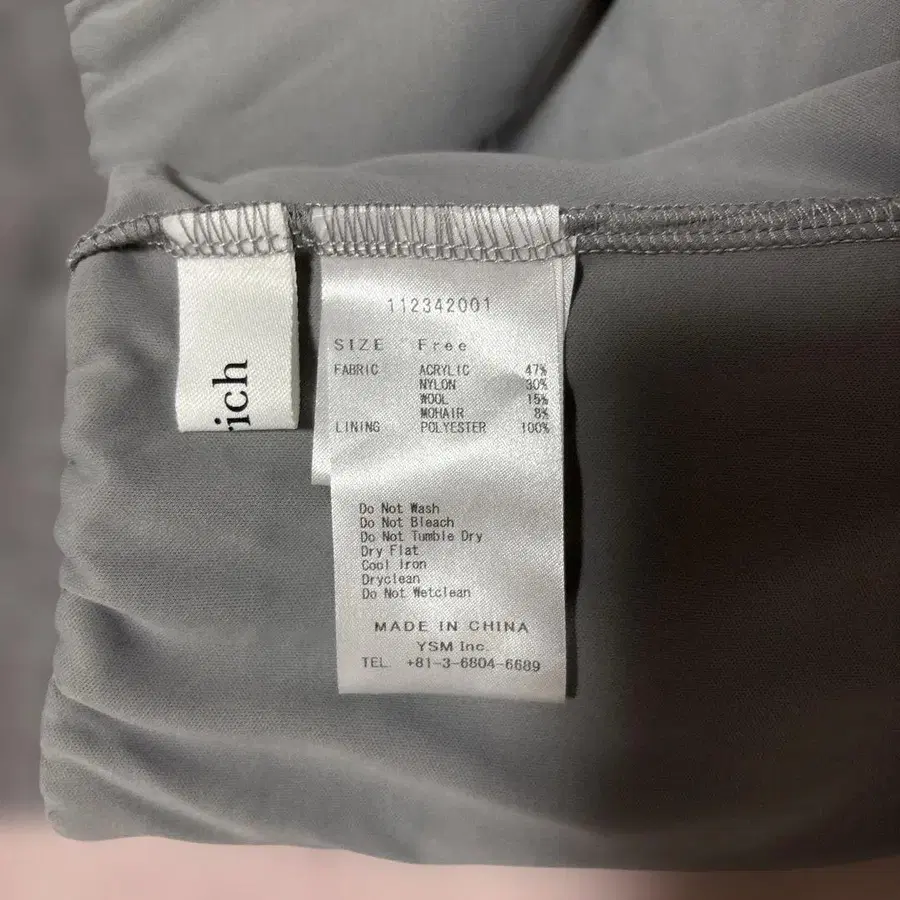 rich
112342001
SIZE Free
FABRIC ACRYLIC 47%
NYLON 30%
WOOL 15%
MOHAIR 8%
LINING POLYESTER 100%
Do Not Wash
Do Not Bleach
Do Not Tumble Dry
Dry Flat
Cool Iron
Dryclean
Do Not Wetclean
MADE IN CHINA
YSM Inc.
TEL. +81-3-6804-6689